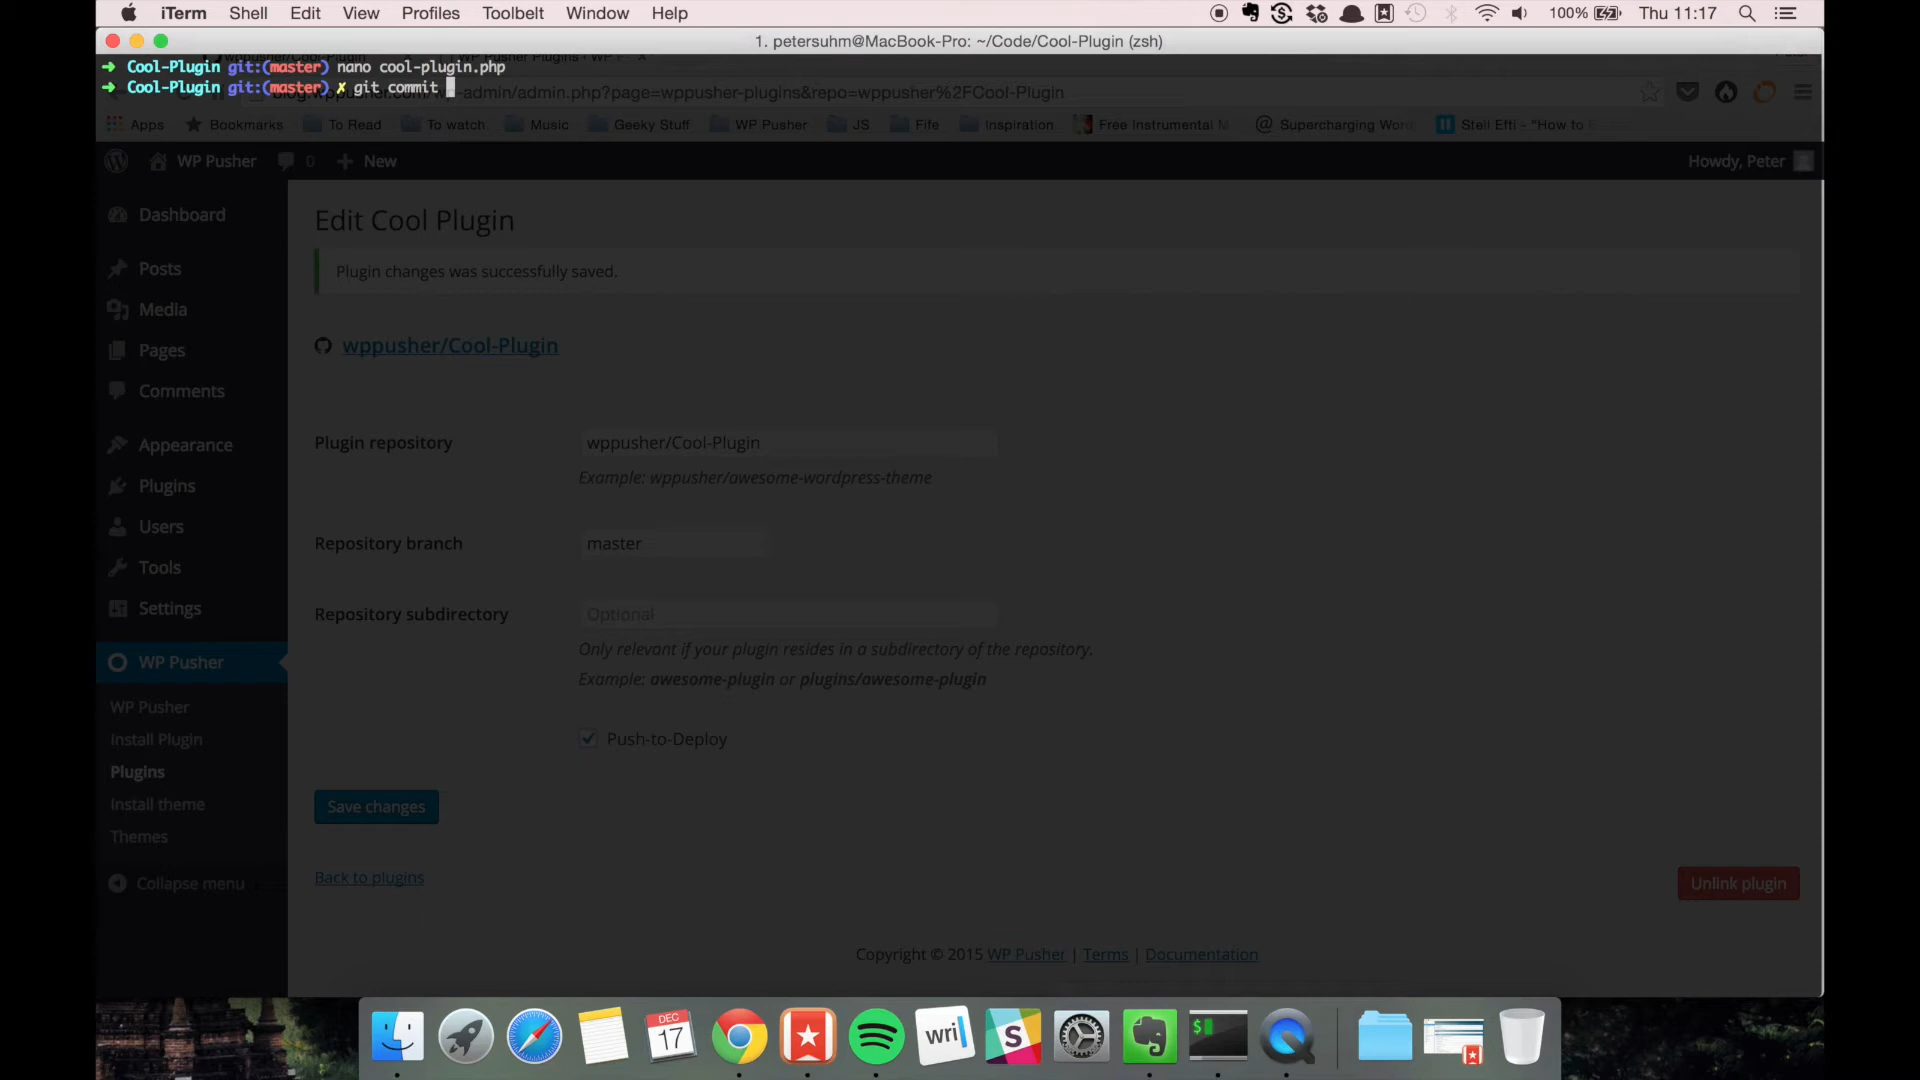 iTerm Shell Edit View Profiles Toolbelt Window Help 100% Thu 11:17
1. petersuhm@MacBook-Pro: ~/Code/Cool-Plugin (zsh)
➜ Cool-Plugin git:(master) nano cool-plugin.php
➜ Cool-Plugin git:(master) ✗ git commit
-admin/admin.php?page=wppusher-plugins&repo=wppusher%2FCool-Plugin
Apps Bookmarks To Read To watch Music Geeky Stuff WP Pusher JS Fife Inspiration Free Instrumental M Supercharging Word Steli Efti - "How to
WP Pusher 0 New Howdy, Peter
Dashboard
Posts
Media
Pages
Comments
Appearance
Plugins
Users
Tools
Settings
WP Pusher
WP Pusher
Install Plugin
Plugins
Install theme
Themes
Collapse menu
Edit Cool Plugin
Plugin changes was successfully saved.
wppusher/Cool-Plugin
Plugin repository wppusher/Cool-Plugin
Example: wppusher/awesome-wordpress-theme
Repository branch master
Repository subdirectory Optional
Only relevant if your plugin resides in a subdirectory of the repository.
Example: awesome-plugin or plugins/awesome-plugin
Push-to-Deploy
Save changes
Back to plugins
Unlink plugin
Copyright © 2015 WP Pusher | Terms | Documentation
DEC
17
wri
S
$